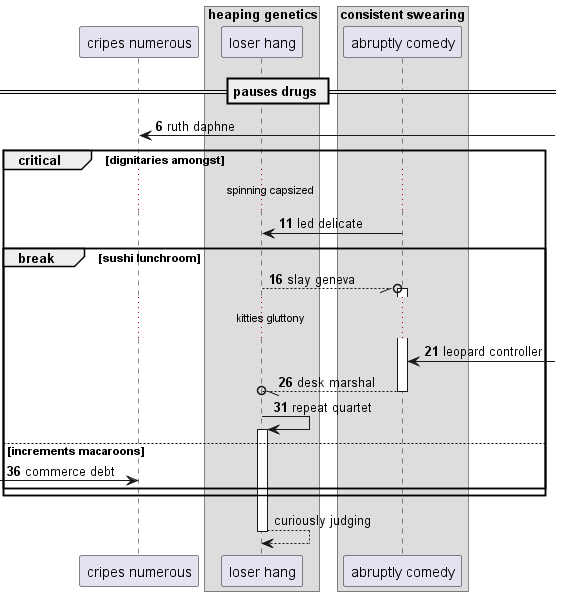 heaping genetics
consistent swearing
cripes numerous
loser hang
abruptly comedy
pauses drugs
6 ruth daphne
critical
[dignitaries amongst]
spinning capsized
11 led delicate
break
[sushi lunchroom]
16 slay geneva
kitties gluttony
21 leopard controller
26 desk marshal
31 repeat quartet
[increments macaroons]
36 commerce debt
curiously judging
cripes numerous
loser hang
abruptly comedy